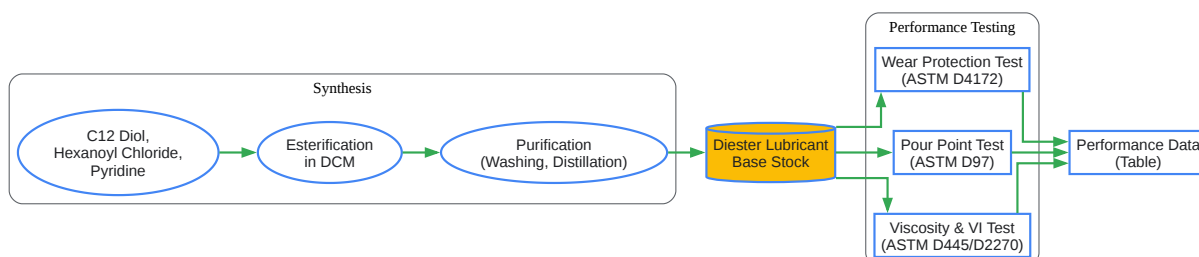 Performance Testing
Wear Protection Test
(ASTM D4172)
Synthesis
C12 Diol,
Hexanoyl Chloride,
Pyridine
Esterification
in DCM
Purification
(Washing, Distillation)
Diester Lubricant
Base Stock
Pour Point Test
(ASTM D97)
Performance Data
(Table)
Viscosity & VI Test
(ASTM D445/D2270)